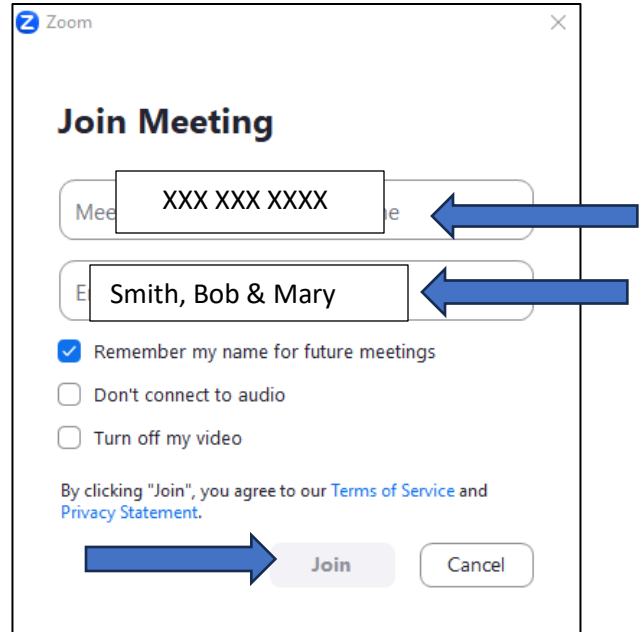 Zoom
Join Meeting
Mee XXX XXX XXXX e
E Smith, Bob & Mary
Remember my name for future meetings
Don't connect to audio
Turn off my video
By clicking "Join", you agree to our Terms of Service and
Privacy Statement.
Join Cancel